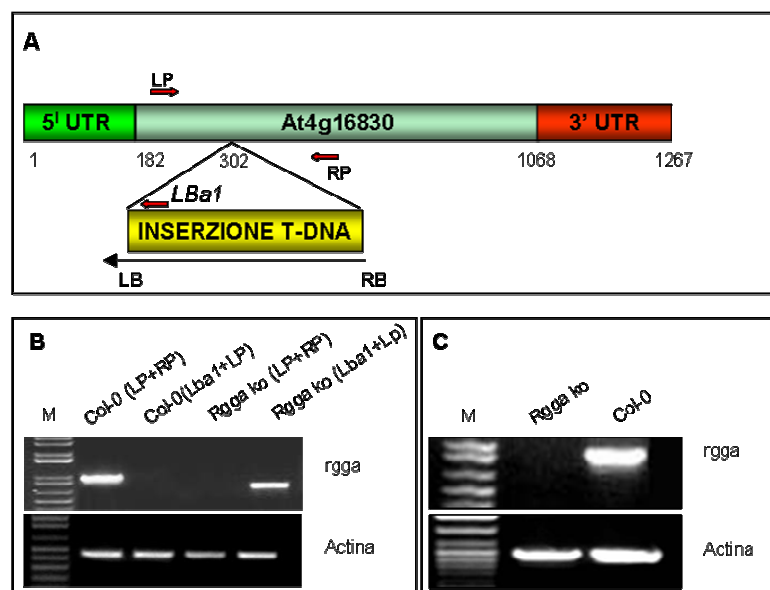 A
LP
5' UTR At4g16830 3' UTR
1 182 302 1068 1267
RP
LBa1
INSERZIONE T-DNA
LB RB
B
M Col-0 (LP+RP) Col-0(Lba1+LP) Rgga ko (LP+RP) Rgga ko (Lba1+Lp)
rgga
Actina
C
M Rgga ko Col-0
rgga
Actina